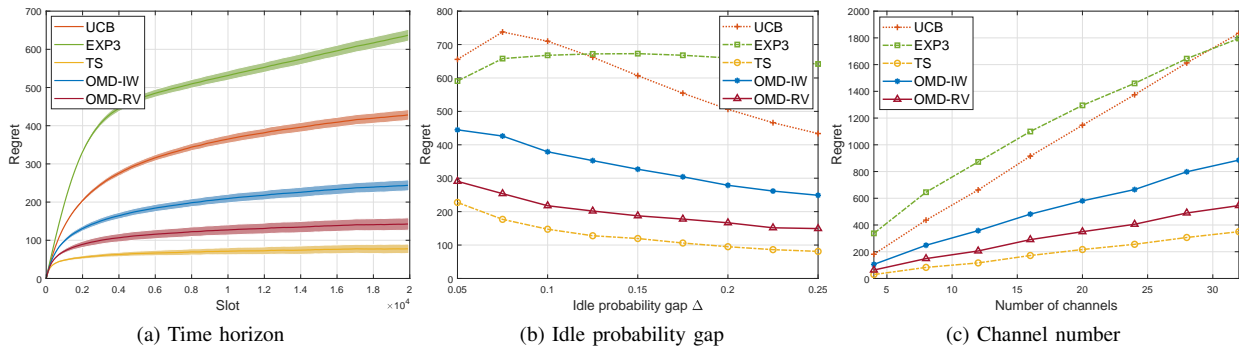 700
600
500
400
300
200
100
0
Regret
UCB
EXP3
TS
OMD-IW
OMD-RV
0 0.2 0.4 0.6 0.8 1.0 1.2 1.4 1.6 1.8 2.0
Slot
×10⁴
(a) Time horizon
800
700
600
500
400
300
200
100
0
Regret
UCB
EXP3
TS
OMD-IW
OMD-RV
0.05 0.1 0.15 0.2 0.25
Idle probability gap Δ
(b) Idle probability gap
2000
1800
1600
1400
1200
1000
800
600
400
200
0
Regret
UCB
EXP3
TS
OMD-IW
OMD-RV
5 10 15 20 25 30
Number of channels
(c) Channel number